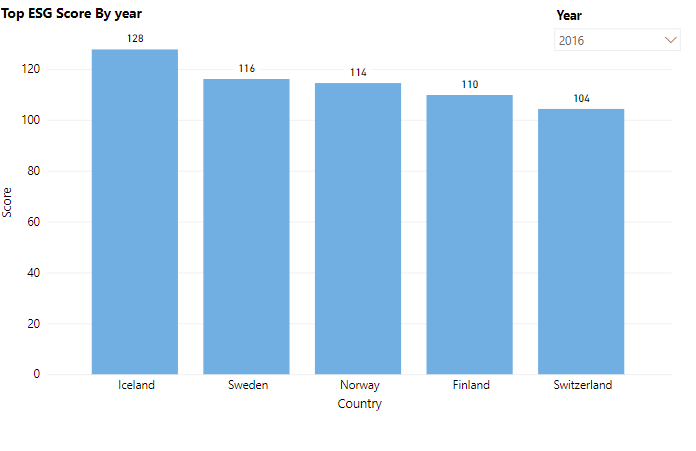 Top ESG Score By year
Year
2016
128
116
114
110
104
120
100
80
60
40
20
0
Score
Iceland Sweden Norway Finland Switzerland
Country